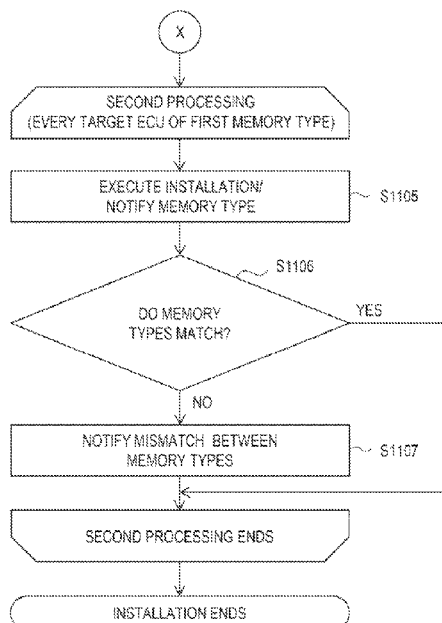 X
SECOND PROCESSING
(EVERY TARGET ECU OF FIRST MEMORY TYPE)
EXECUTE INSTALLATION/
NOTIFY MEMORY TYPE
S1105
S1106
DO MEMORY
TYPES MATCH?
YES
NO
NOTIFY MISMATCH BETWEEN
MEMORY TYPES
S1107
SECOND PROCESSING ENDS
INSTALLATION ENDS